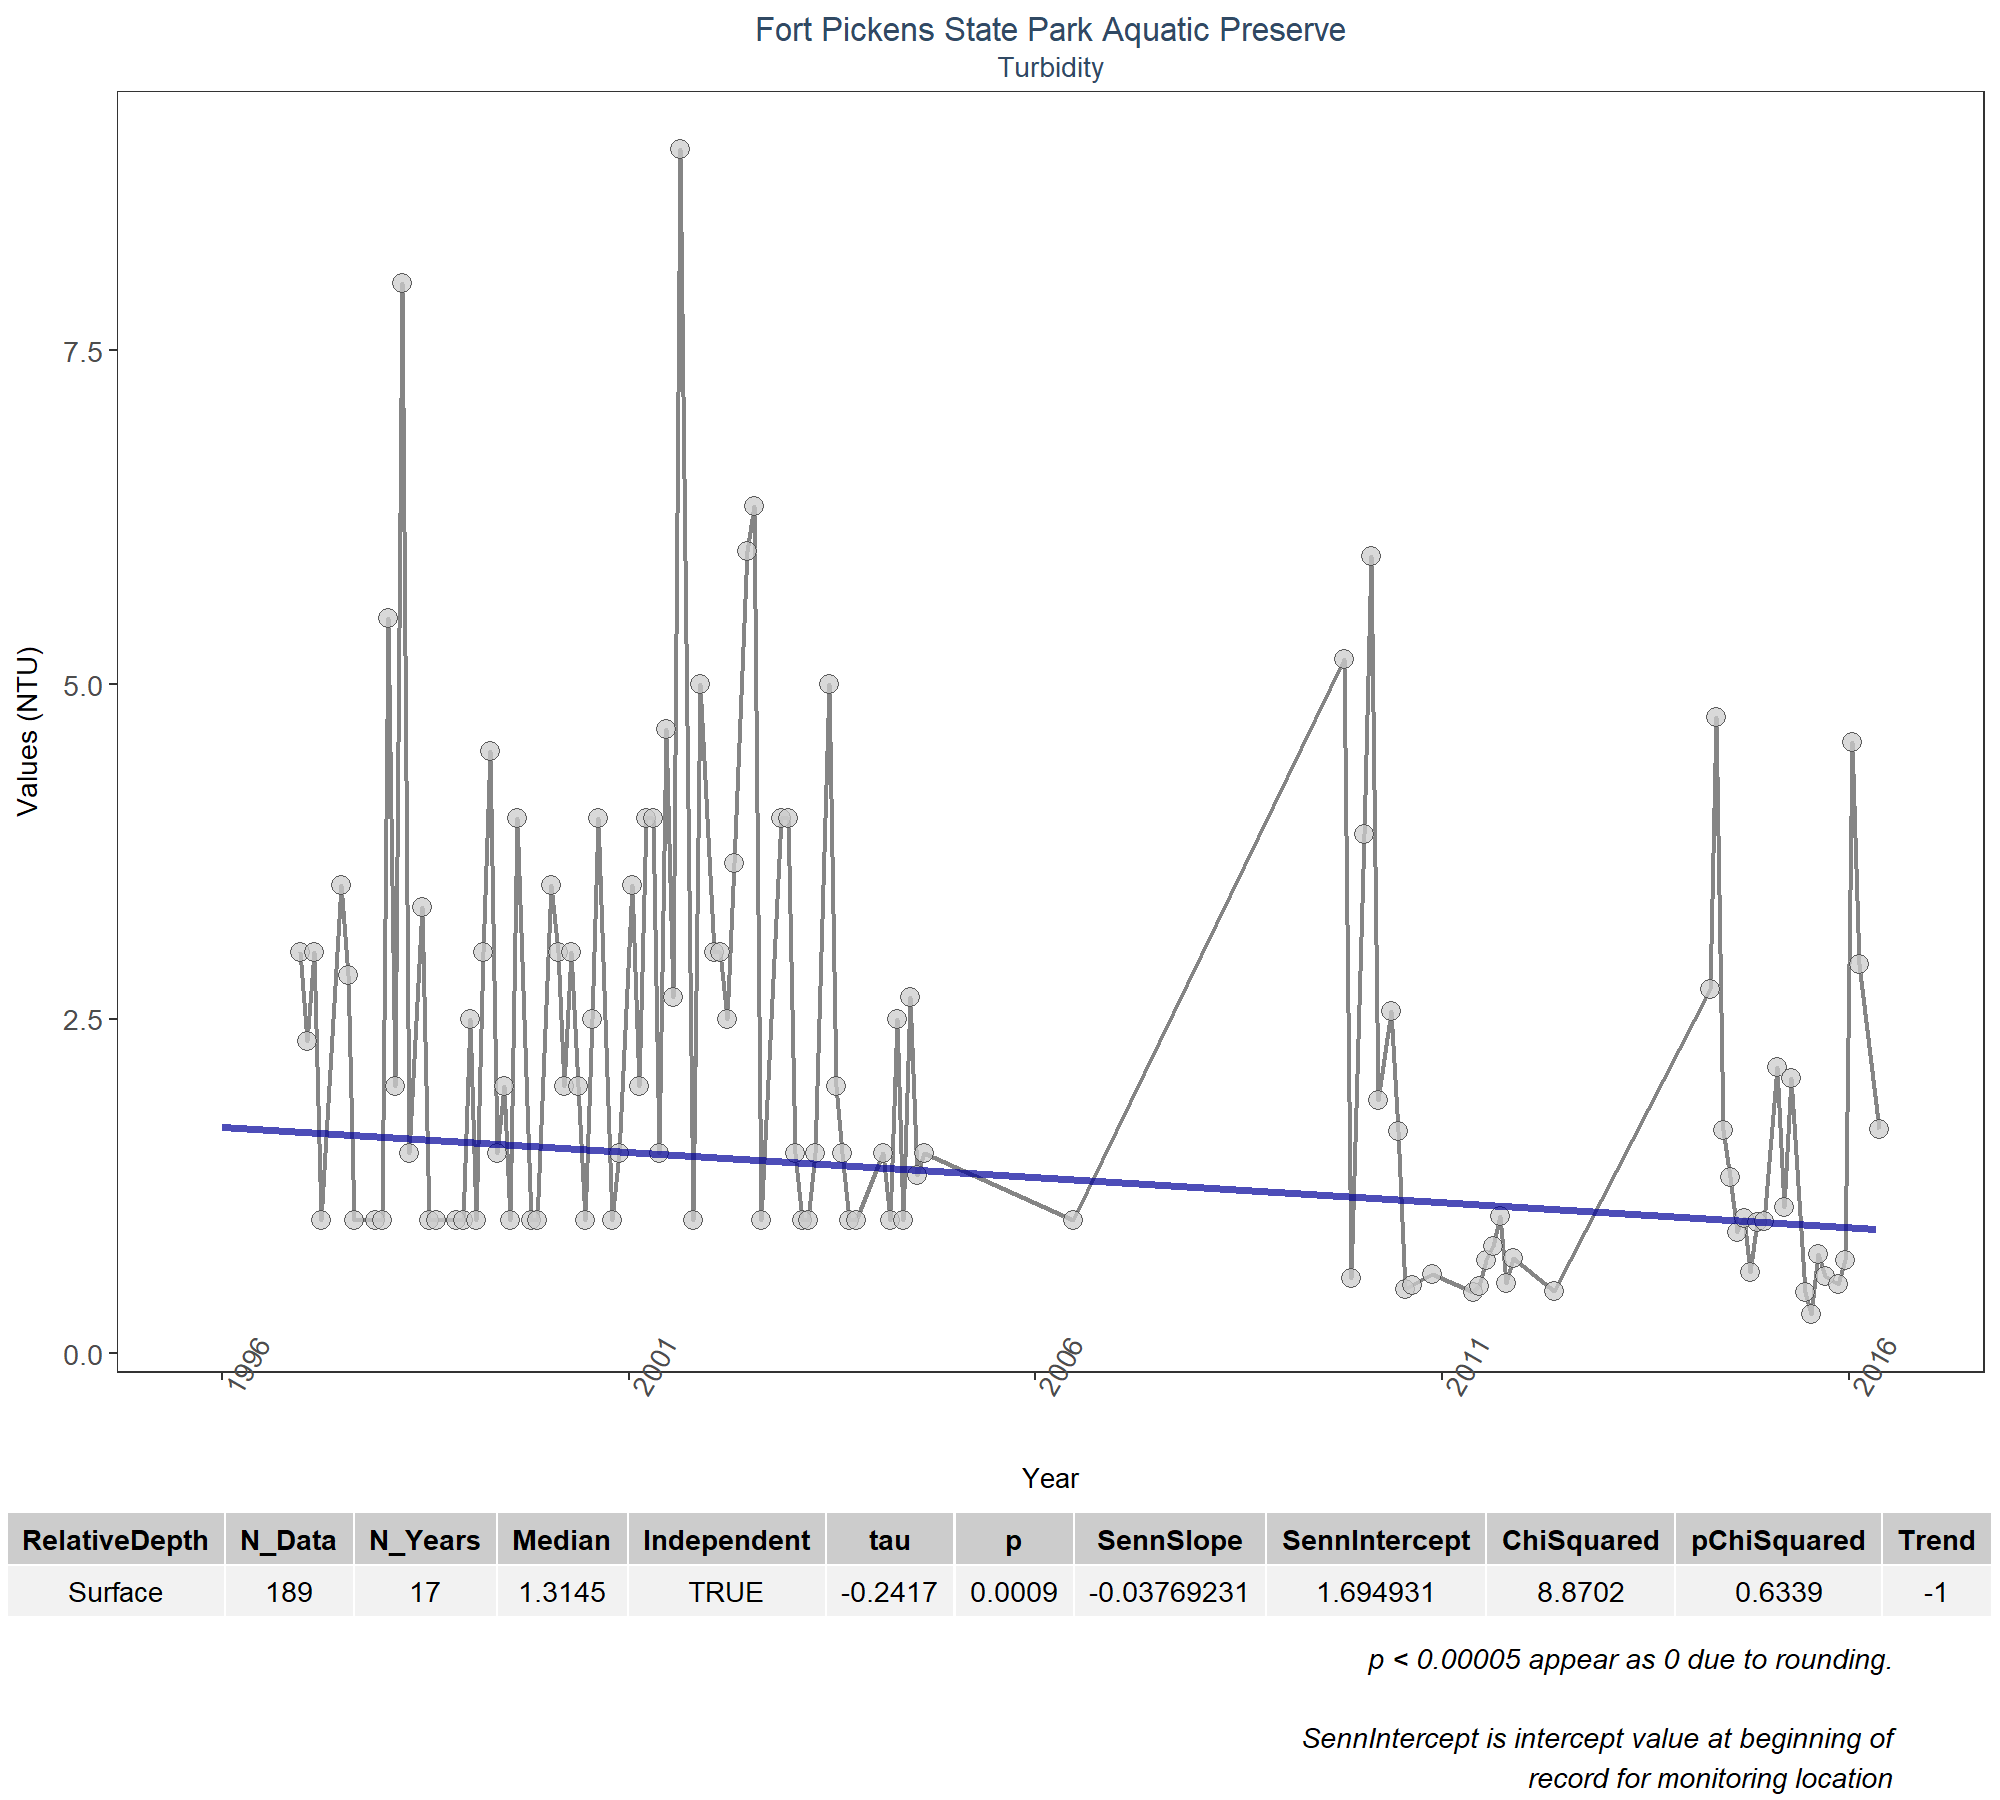 Fort Pickens State Park Aquatic Preserve
Turbidity
Values (NTU)
7.5
5.0
2.5
0.0
1996 2001 2006 2011 2016
Year
RelativeDepth N_Data N_Years Median Independent tau p SennSlope SennIntercept ChiSquared pChiSquared Trend
Surface 189 17 1.3145 TRUE -0.2417 0.0009 -0.03769231 1.694931 8.8702 0.6339 -1
p < 0.00005 appear as 0 due to rounding.
SennIntercept is intercept value at beginning of
record for monitoring location